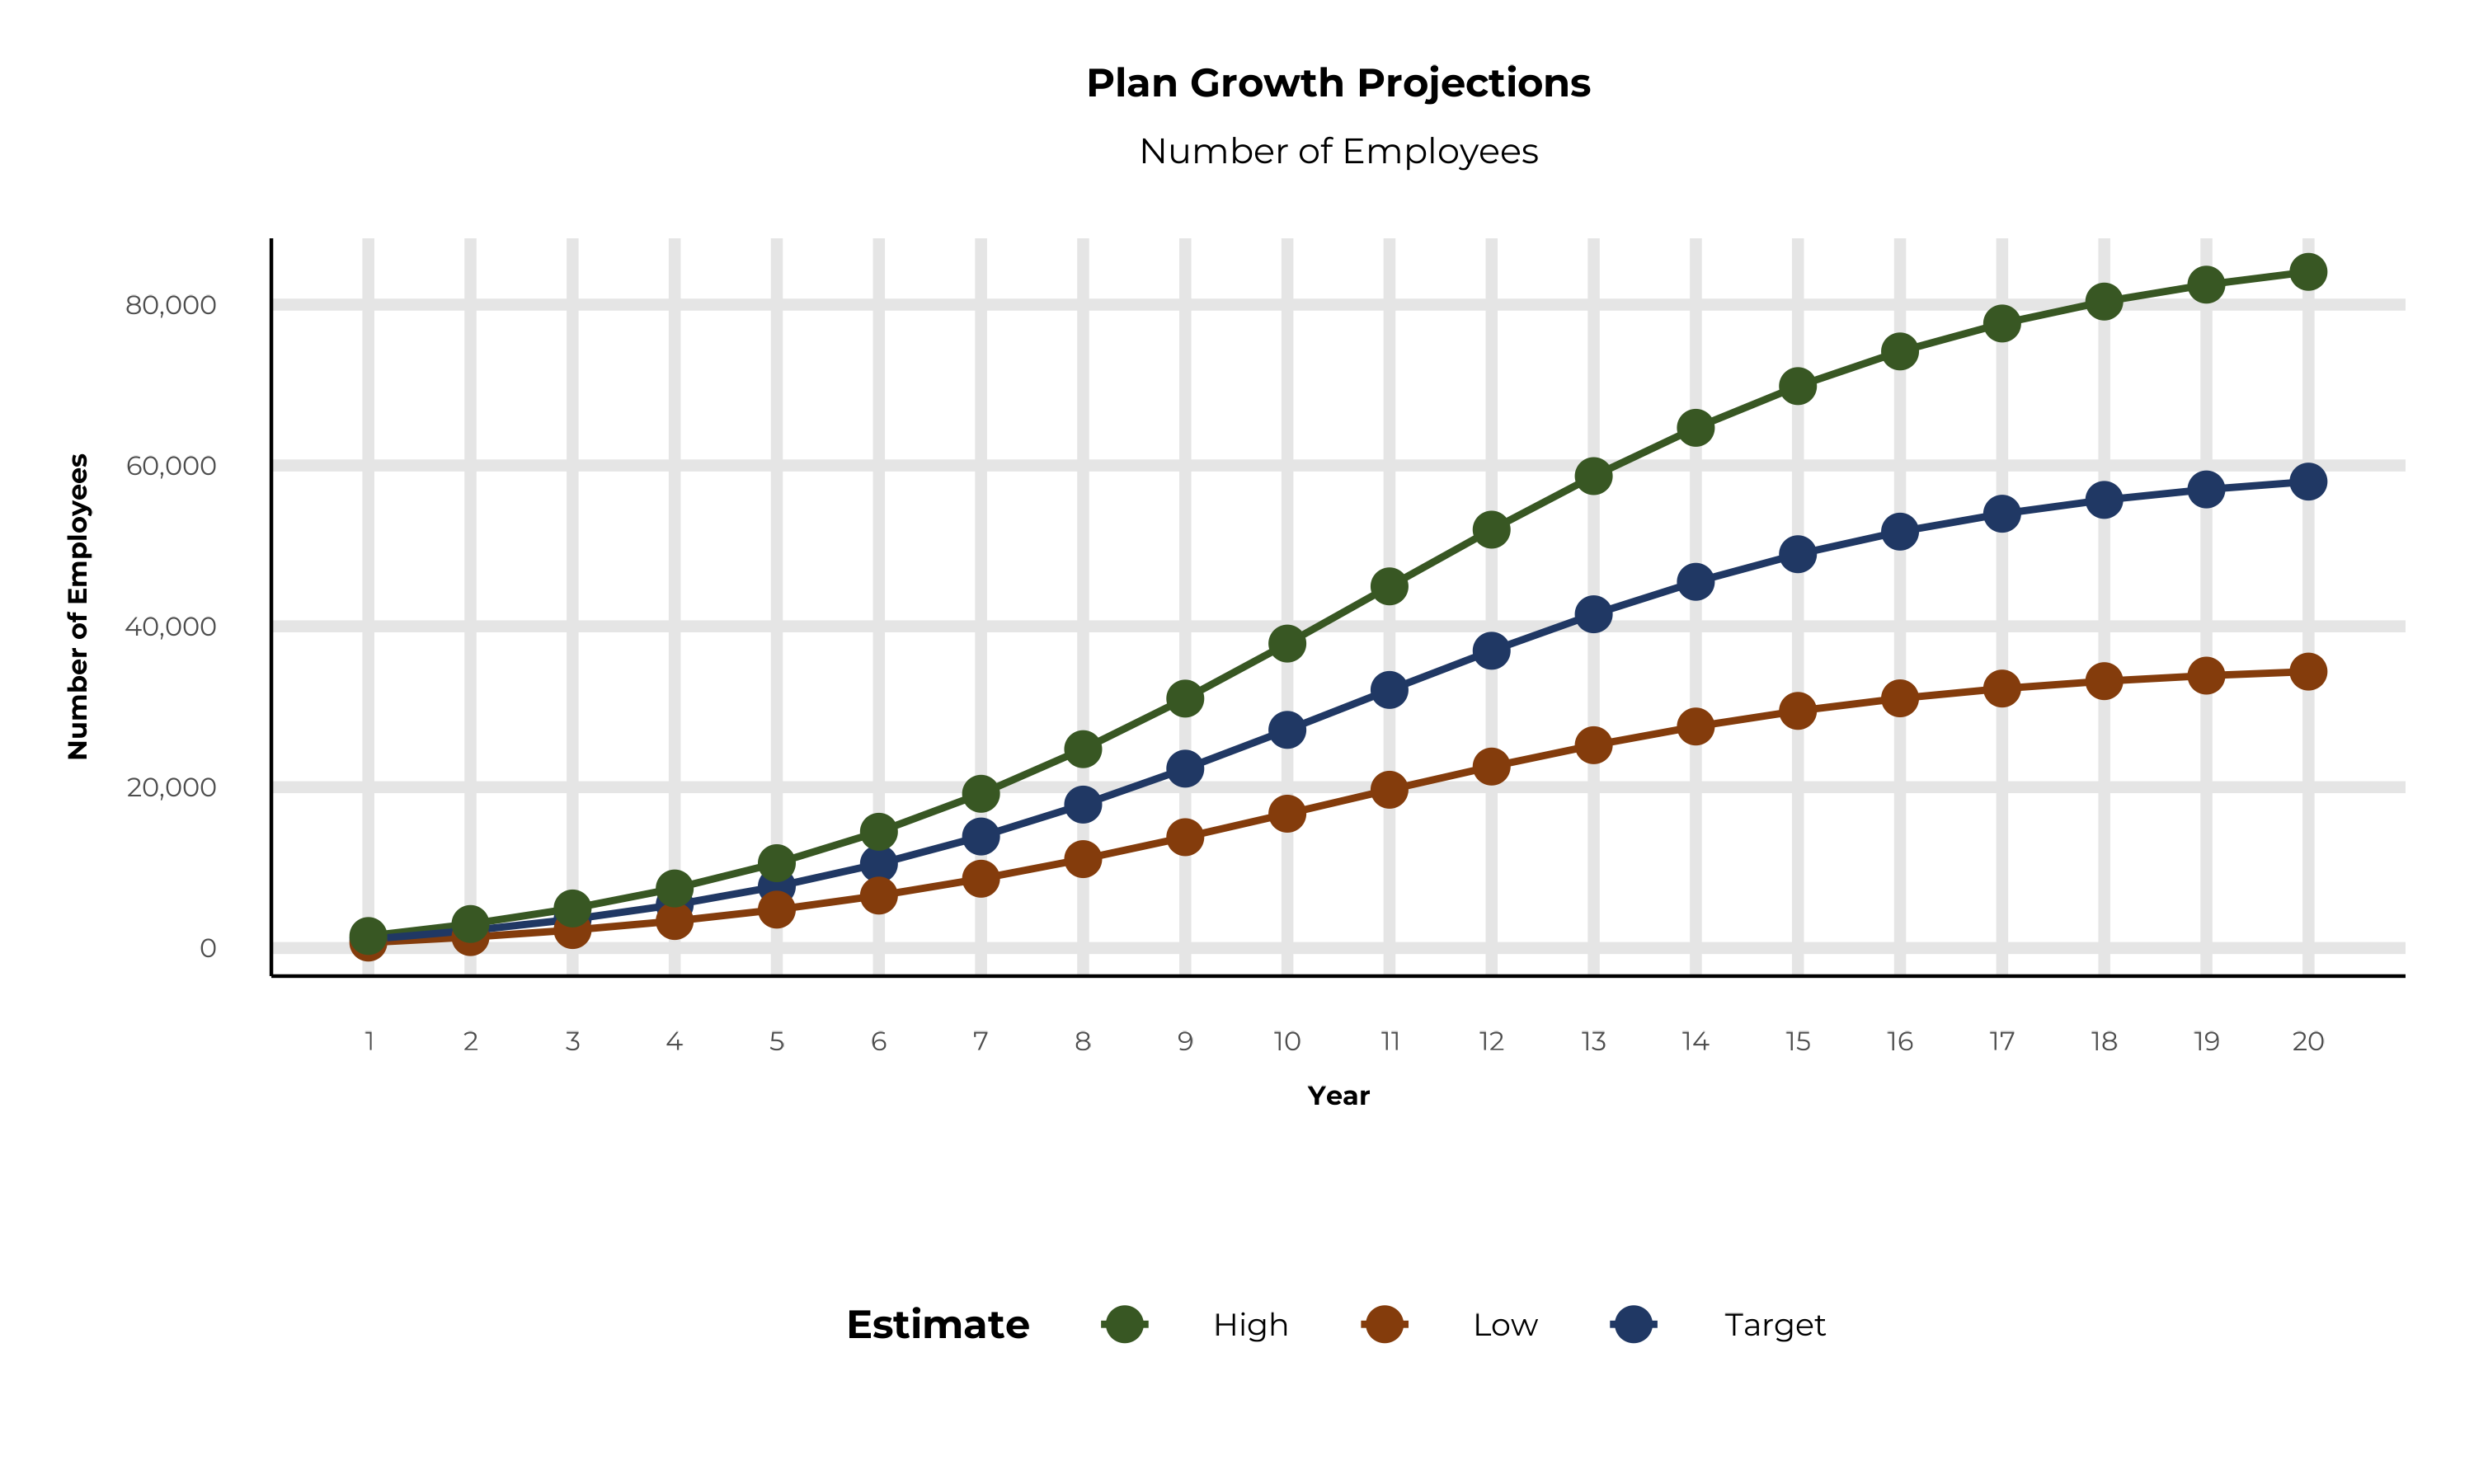 Plan Growth Projections
Number of Employees
80,000
60,000
40,000
20,000
0
Number of Employees
1 2 3 4 5 6 7 8 9 10 11 12 13 14 15 16 17 18 19 20
Year
Estimate High Low Target